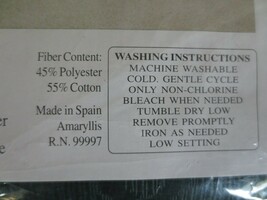 Fiber Content:
45% Polyester
55% Cotton
Made in Spain
Amaryllis
R.N. 99997
WASHING INSTRUCTIONS
MACHINE WASHABLE
COLD. GENTLE CYCLE
ONLY NON-CHLORINE
BLEACH WHEN NEEDED
TUMBLE DRY LOW
REMOVE PROMPTLY
IRON AS NEEDED
LOW SETTING